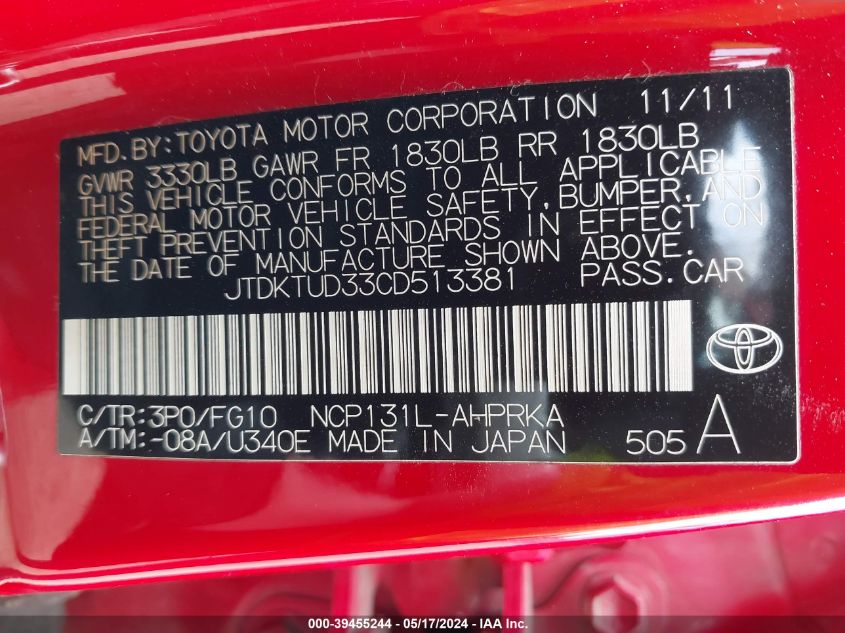 MFD.BY:TOYOTA MOTOR CORPORATION 11/11
GVWR 3330LB GAWR FR 1830LB RR 1830LB
THIS VEHICLE CONFORMS TO ALL APPLICABLE
FEDERAL MOTOR VEHICLE SAFETY,BUMPER,AND
THEFT PREVENTION STANDARDS IN EFFECT ON
THE DATE OF MANUFACTURE SHOWN ABOVE.
JTDKTUD33CD513381 PASS.CAR
C/TR:3P0/FG10 NCP131L-AHPRKA
A/TM:-08A/U340E MADE IN JAPAN 505 A
000-39455244 - 05/17/2024 - IAA Inc.